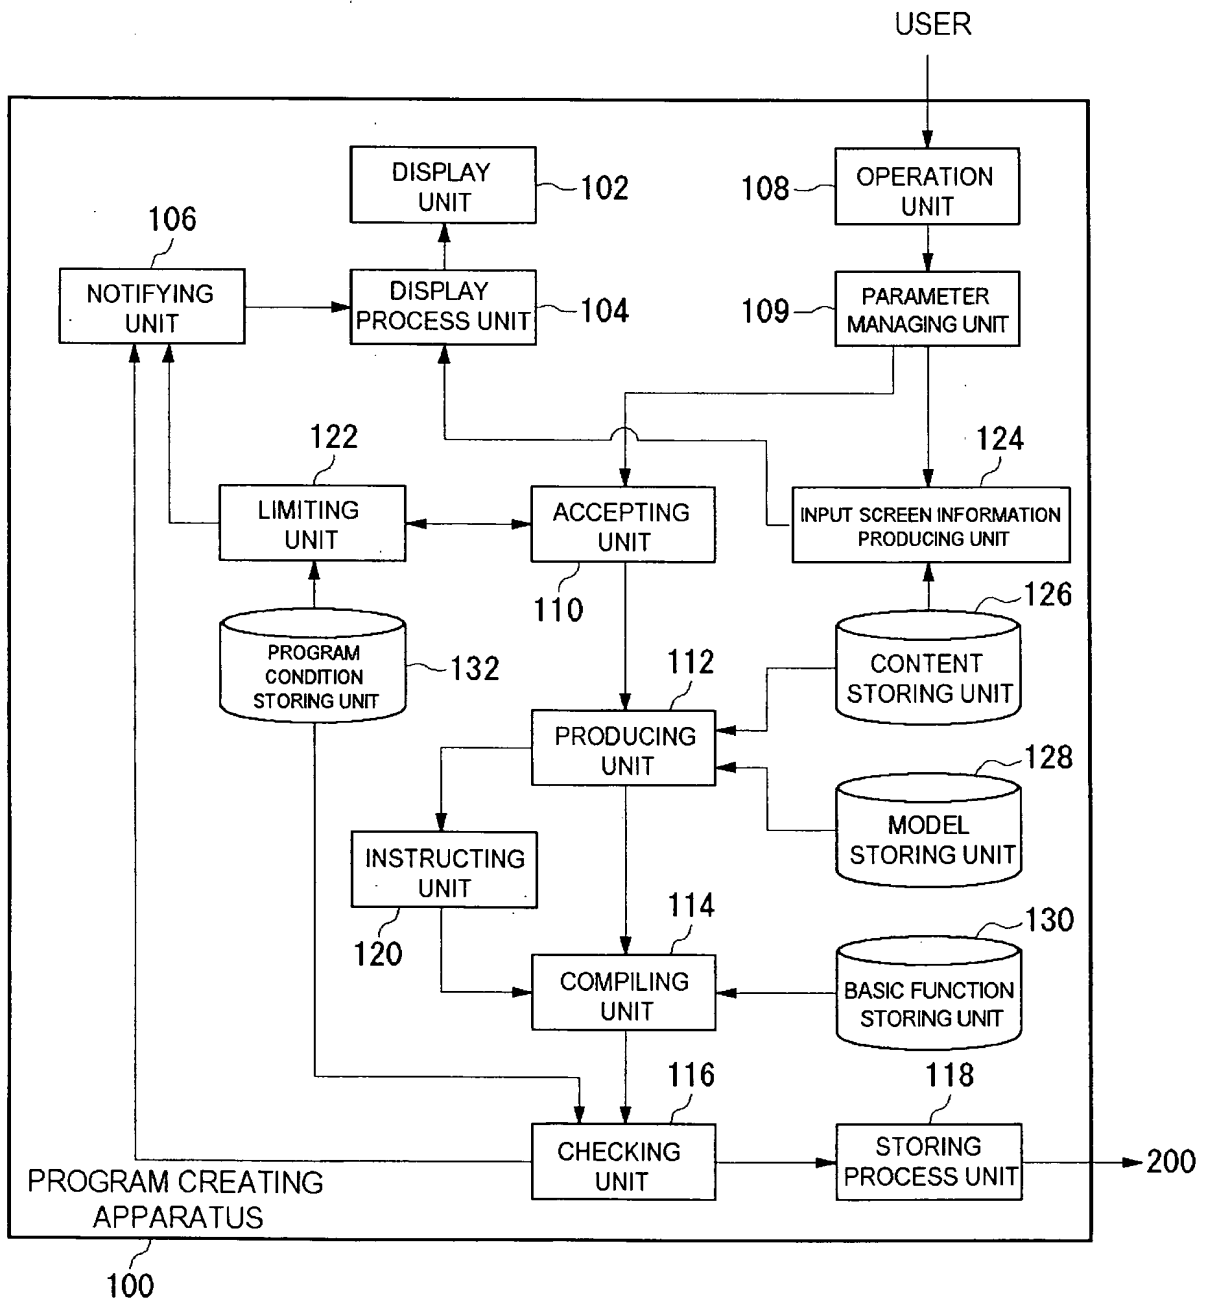 USER
DISPLAY
UNIT
102
108
OPERATION
UNIT
106
NOTIFYING
UNIT
DISPLAY
PROCESS UNIT
104
109
PARAMETER
MANAGING UNIT
122
124
LIMITING
UNIT
ACCEPTING
UNIT
INPUT SCREEN INFORMATION
PRODUCING UNIT
110
126
PROGRAM
CONDITION
STORING UNIT
132
112
CONTENT
STORING UNIT
PRODUCING
UNIT
128
MODEL
STORING UNIT
INSTRUCTING
UNIT
120
114
130
COMPILING
UNIT
BASIC FUNCTION
STORING UNIT
116
118
CHECKING
UNIT
STORING
PROCESS UNIT
200
PROGRAM CREATING
APPARATUS
100